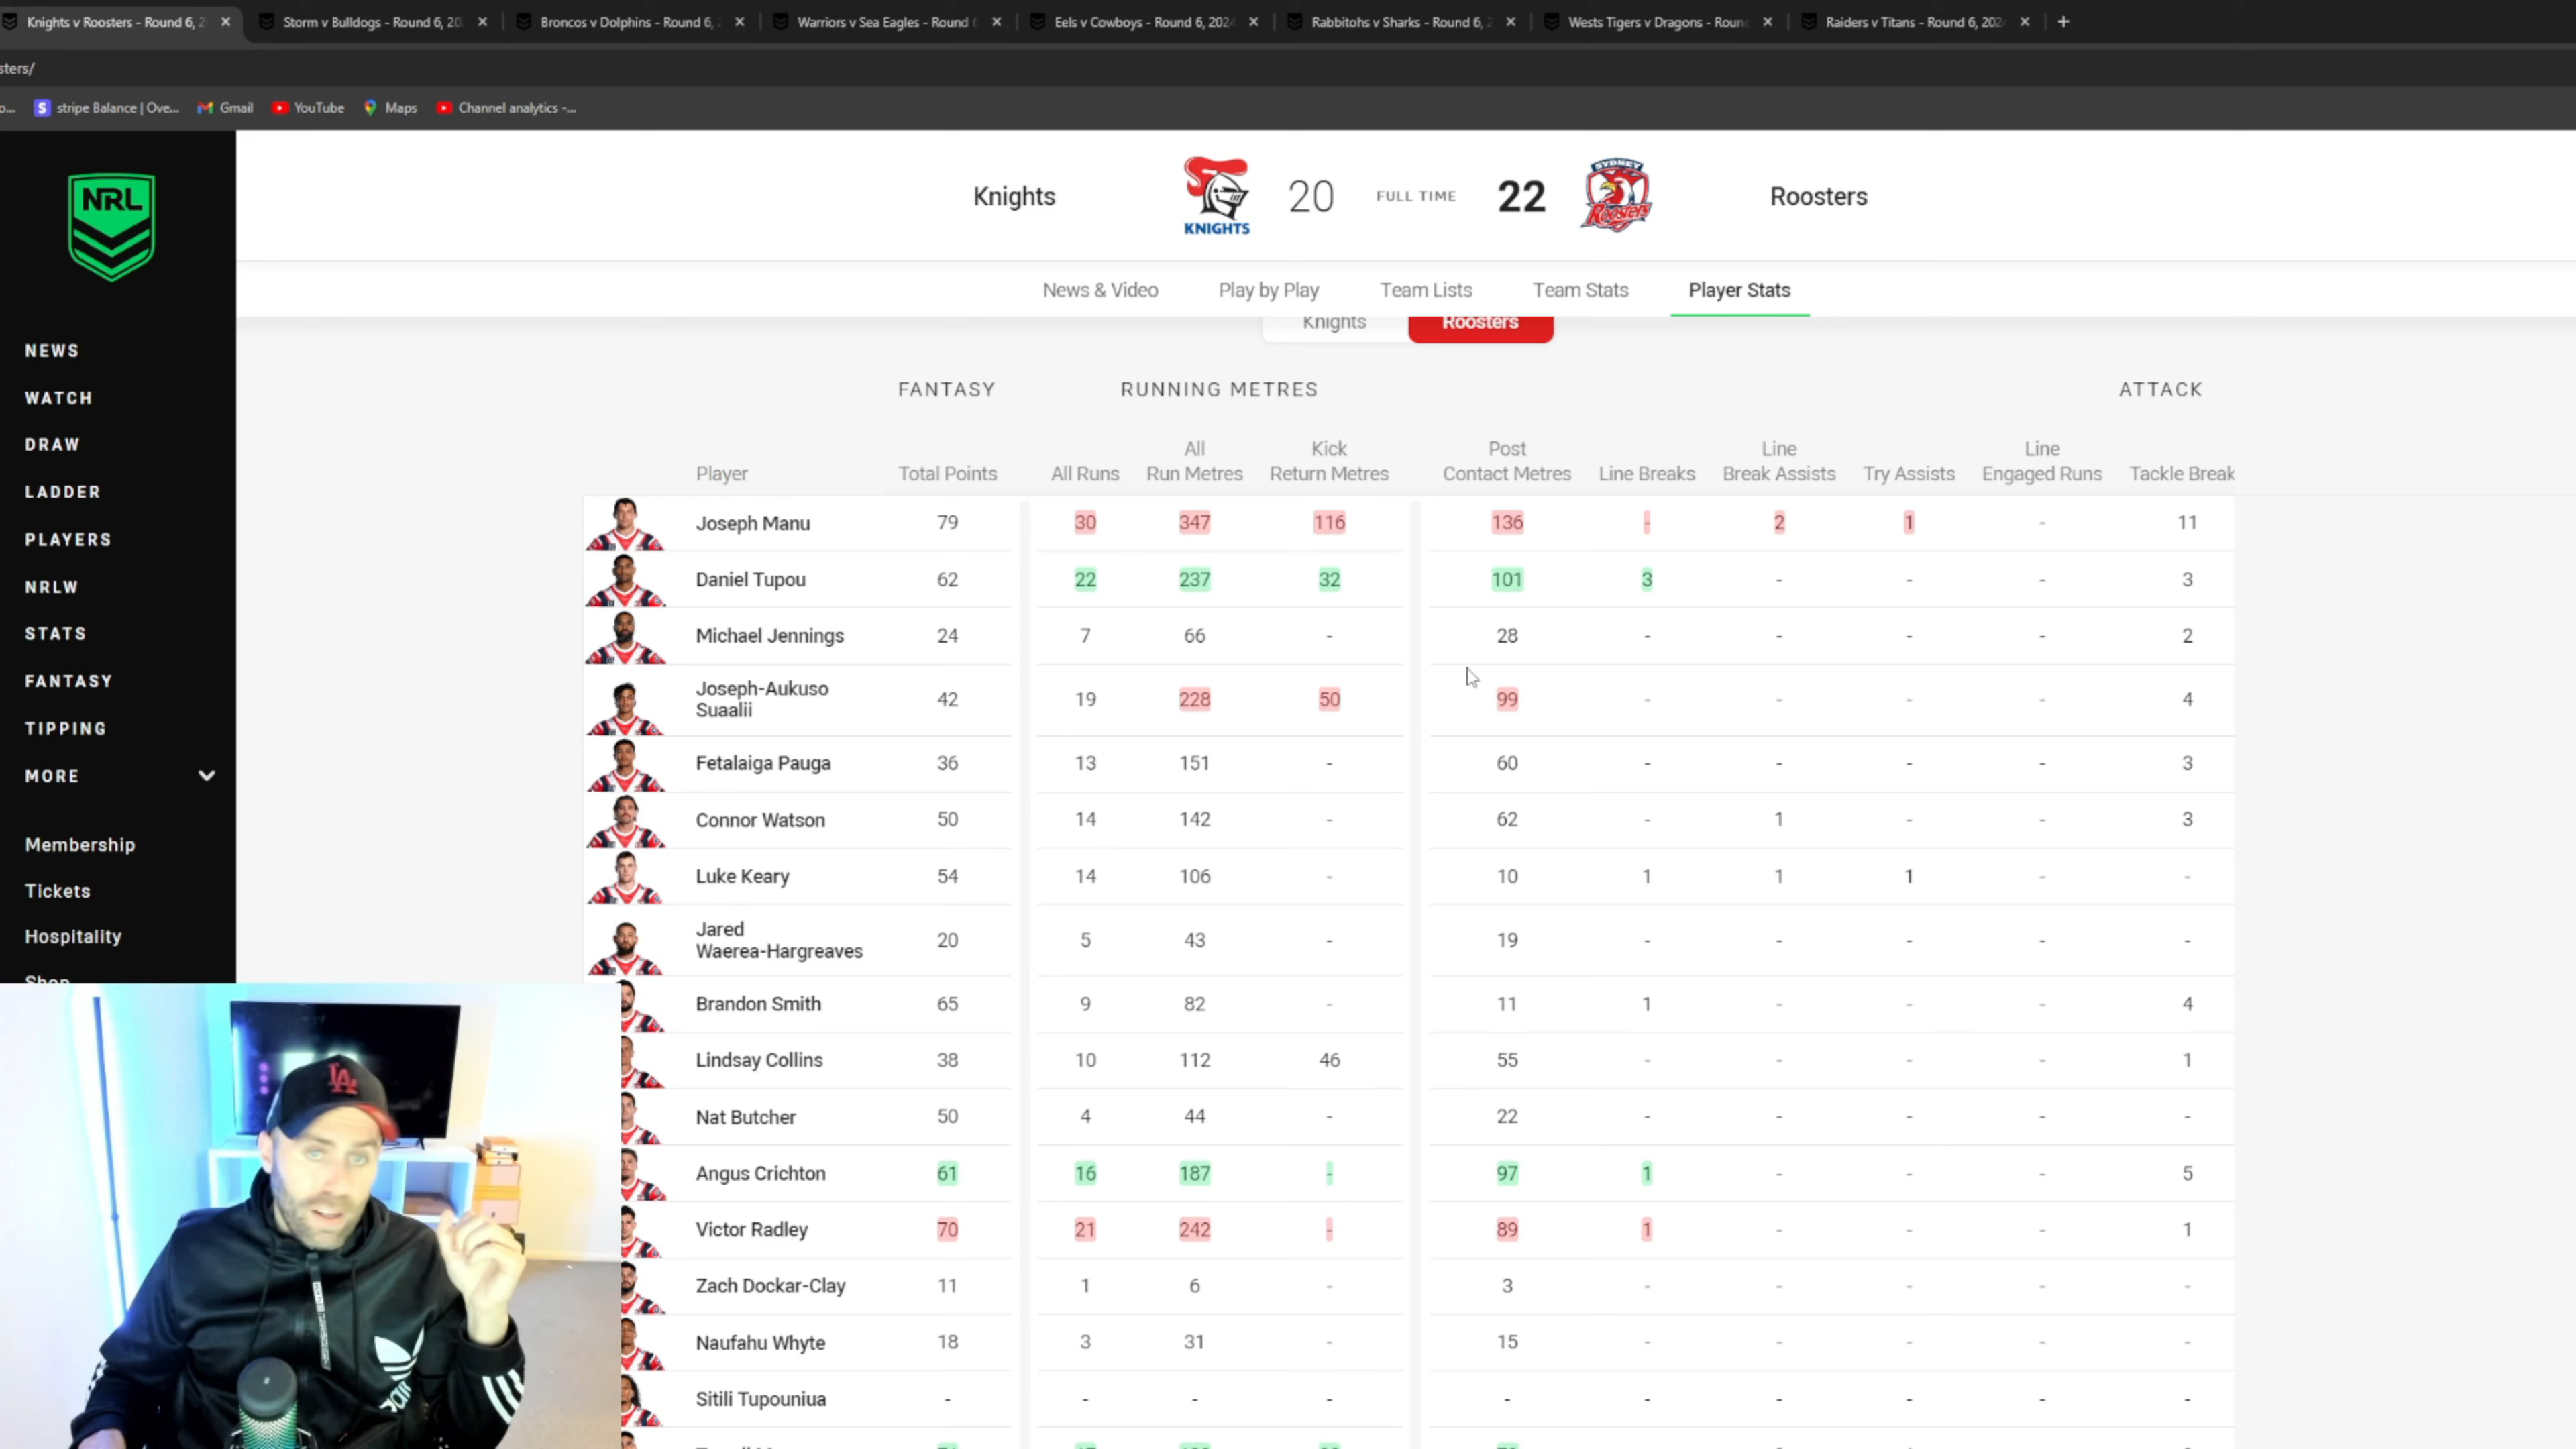 Knights v Roosters - Round 6, 2
Storm v Bulldogs - Round 6, 20
Broncos v Dolphins - Round 6,
Warriors v Sea Eagles - Round 6
Eels v Cowboys - Round 6, 2024
Rabbitohs v Sharks - Round 6, 2
Wests Tigers v Dragons - Roun
Raiders v Titans - Round 6, 202
sters/
o...
stripe Balance | Ove...
Gmail
YouTube
Maps
Channel analytics -...
NRL
NEWS
WATCH
DRAW
LADDER
PLAYERS
NRLW
STATS
FANTASY
TIPPING
MORE
Membership
Tickets
Hospitality
Shop
Knights
KNIGHTS
20
FULL TIME
22
SYDNEY
Roosters
Roosters
News & Video Play by Play Team Lists Team Stats Player Stats
Knights Roosters
FANTASY RUNNING METRES ATTACK
Player Total Points All Runs All Run Metres Kick Return Metres Post Contact Metres Line Breaks Line Break Assists Try Assists Line Engaged Runs Tackle Break
Joseph Manu 79 30 347 116 136 - 2 1 - 11
Daniel Tupou 62 22 237 32 101 3 - - - 3
Michael Jennings 24 7 66 - 28 - - - - 2
Joseph-Aukuso Suaalii 42 19 228 50 99 - - - - 4
Fetalaiga Pauga 36 13 151 - 60 - - - - 3
Connor Watson 50 14 142 - 62 - 1 - - 3
Luke Keary 54 14 106 - 10 1 1 1 - -
Jared Waerea-Hargreaves 20 5 43 - 19 - - - - -
Brandon Smith 65 9 82 - 11 1 - - - 4
Lindsay Collins 38 10 112 46 55 - - - - 1
Nat Butcher 50 4 44 - 22 - - - - -
Angus Crichton 61 16 187 - 97 1 - - - 5
Victor Radley 70 21 242 - 89 1 - - - 1
Zach Dockar-Clay 11 1 6 - 3 - - - - -
Naufahu Whyte 18 3 31 - 15 - - - - -
Sitili Tupouniua - - - - - - - - - -
LA